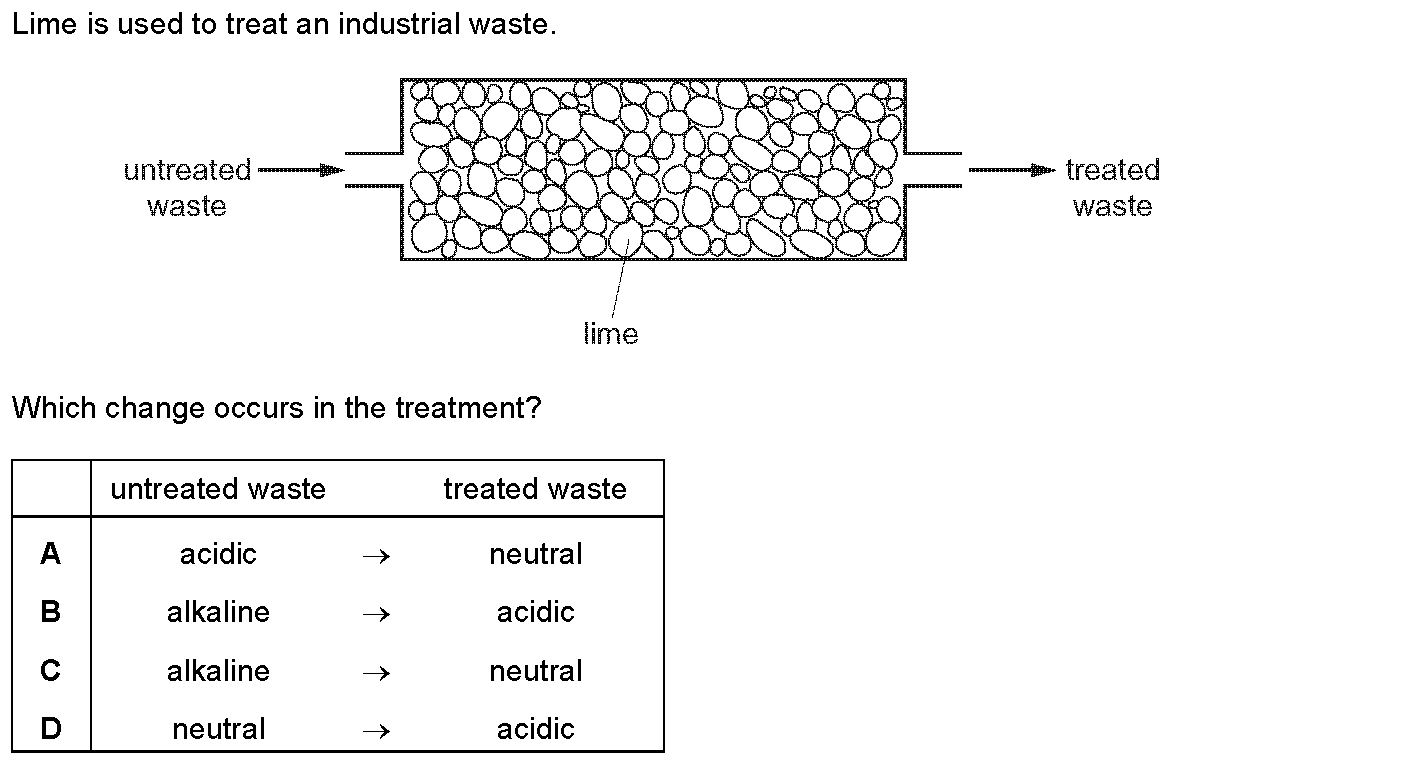 Lime is used to treat an industrial waste.
untreated
waste
treated
waste
lime
Which change occurs in the treatment?
untreated waste treated waste
A acidic → neutral
B alkaline → acidic
C alkaline → neutral
D neutral → acidic